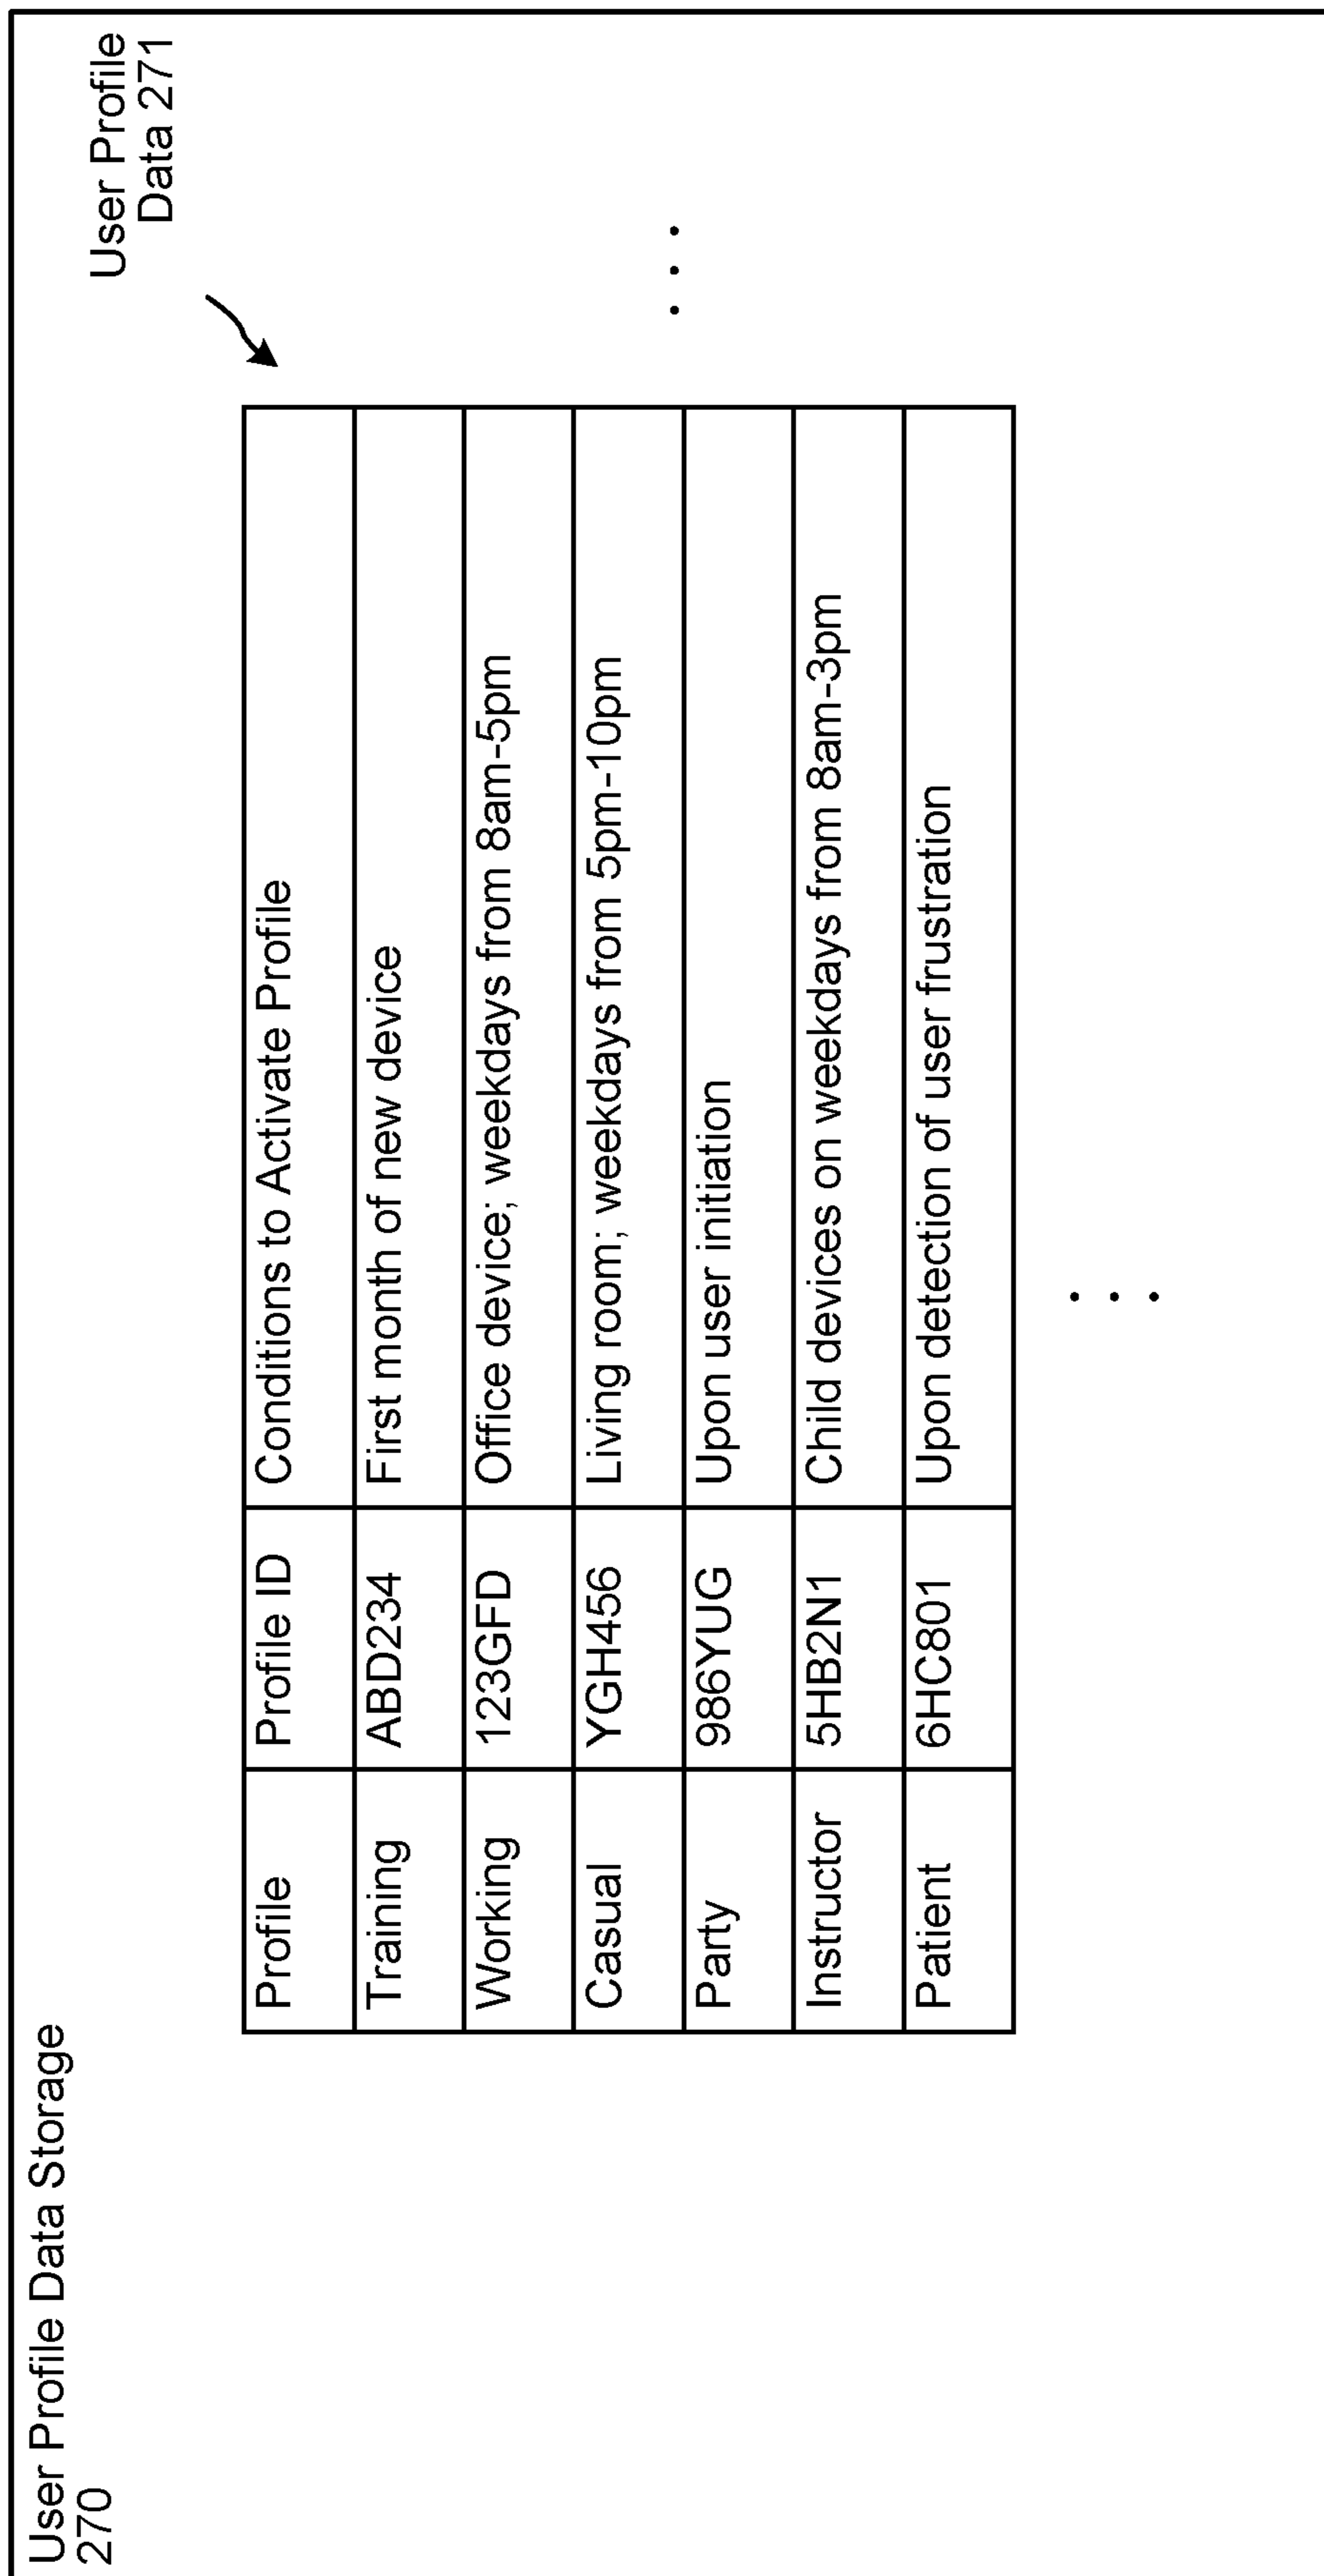 User Profile Data Storage
270
User Profile
Data 271
Profile Profile ID Conditions to Activate Profile
Training ABD234 First month of new device
Working 123GFD Office device; weekdays from 8am-5pm
Casual YGH456 Living room; weekdays from 5pm-10pm
Party 986YUG Upon user initiation
Instructor 5HB2N1 Child devices on weekdays from 8am-3pm
Patient 6HC801 Upon detection of user frustration